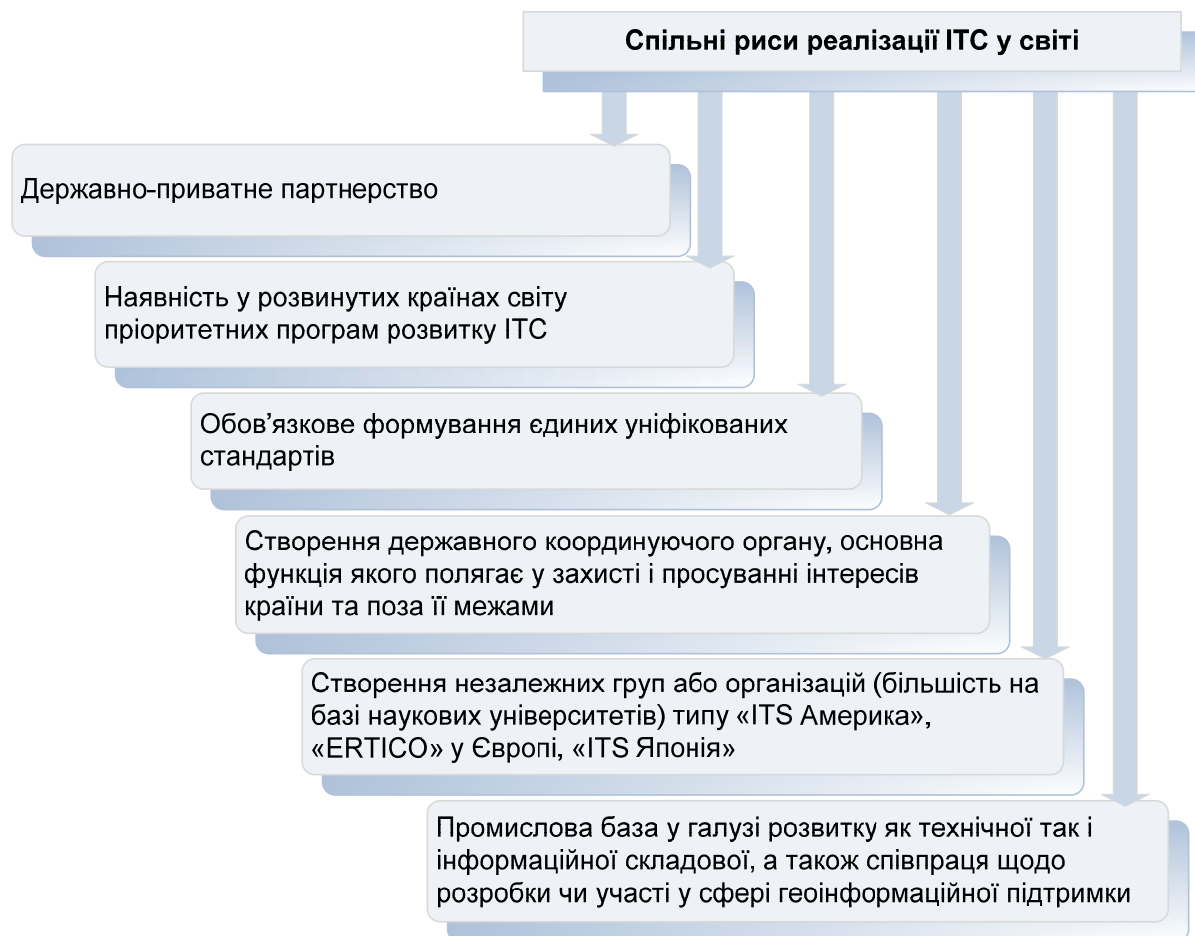 Спільні риси реалізації ІТС у світі
Державно-приватне партнерство
Наявність у розвинутих країнах світу
пріоритетних програм розвитку ІТС
Обов’язкове формування єдиних уніфікованих
стандартів
Створення державного координуючого органу, основна
функція якого полягає у захисті і просуванні інтересів
країни та поза її межами
Створення незалежних груп або організацій (більшість на
базі наукових університетів) типу «ITS Америка»,
«ERTICO» у Європі, «ITS Японія»
Промислова база у галузі розвитку як технічної так і
інформаційної складової, а також співпраця щодо
розробки чи участі у сфері геоінформаційної підтримки